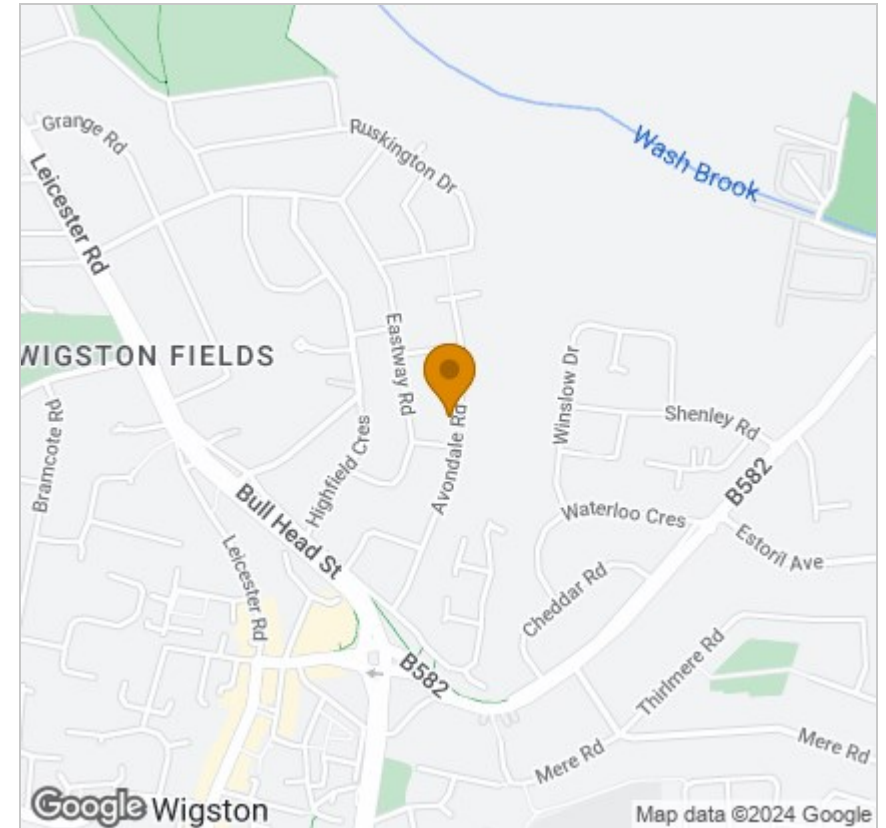 Grange Rd
Leicester Rd
Ruskington Dr
Wash Brook
WIGSTON FIELDS
Eastway Rd
Bramcote Rd
Highfield Cres
Avondale Rd
Winslow Dr
Shenley Rd
B582
Bull Head St
Waterloo Cres
Estoril Ave
Leicester Rd
Cheddar Rd
B582
Thirlmere Rd
Mere Rd
Mere Rd
Google
Wigston
Map data ©2024 Google